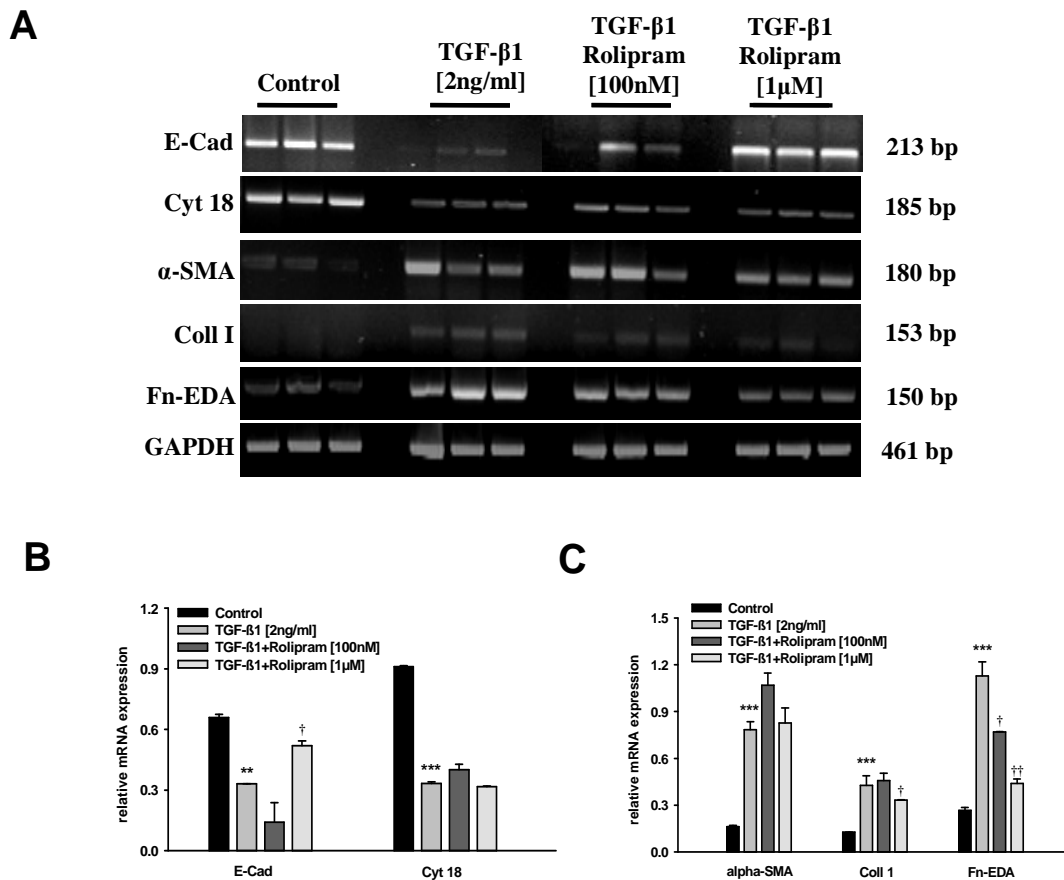 A
Control
TGF-β1
[2ng/ml]
TGF-β1
Rolipram
[100nM]
TGF-β1
Rolipram
[1µM]
E-Cad
213 bp
Cyt 18
185 bp
α-SMA
180 bp
Coll I
153 bp
Fn-EDA
150 bp
GAPDH
461 bp
B
relative mRNA expression
1.2
0.9
0.6
0.3
0.0
Control
TGF-ß1 [2ng/ml]
TGF-ß1+Rolipram [100nM]
TGF-ß1+Rolipram [1µM]
**
†
***
E-Cad
Cyt 18
C
relative mRNA expression
1.5
1.2
0.9
0.6
0.3
0.0
Control
TGF-ß1 [2ng/ml]
TGF-ß1+Rolipram [100nM]
TGF-ß1+Rolipram [1µM]
***
***
†
***
†
††
alpha-SMA
Coll 1
Fn-EDA